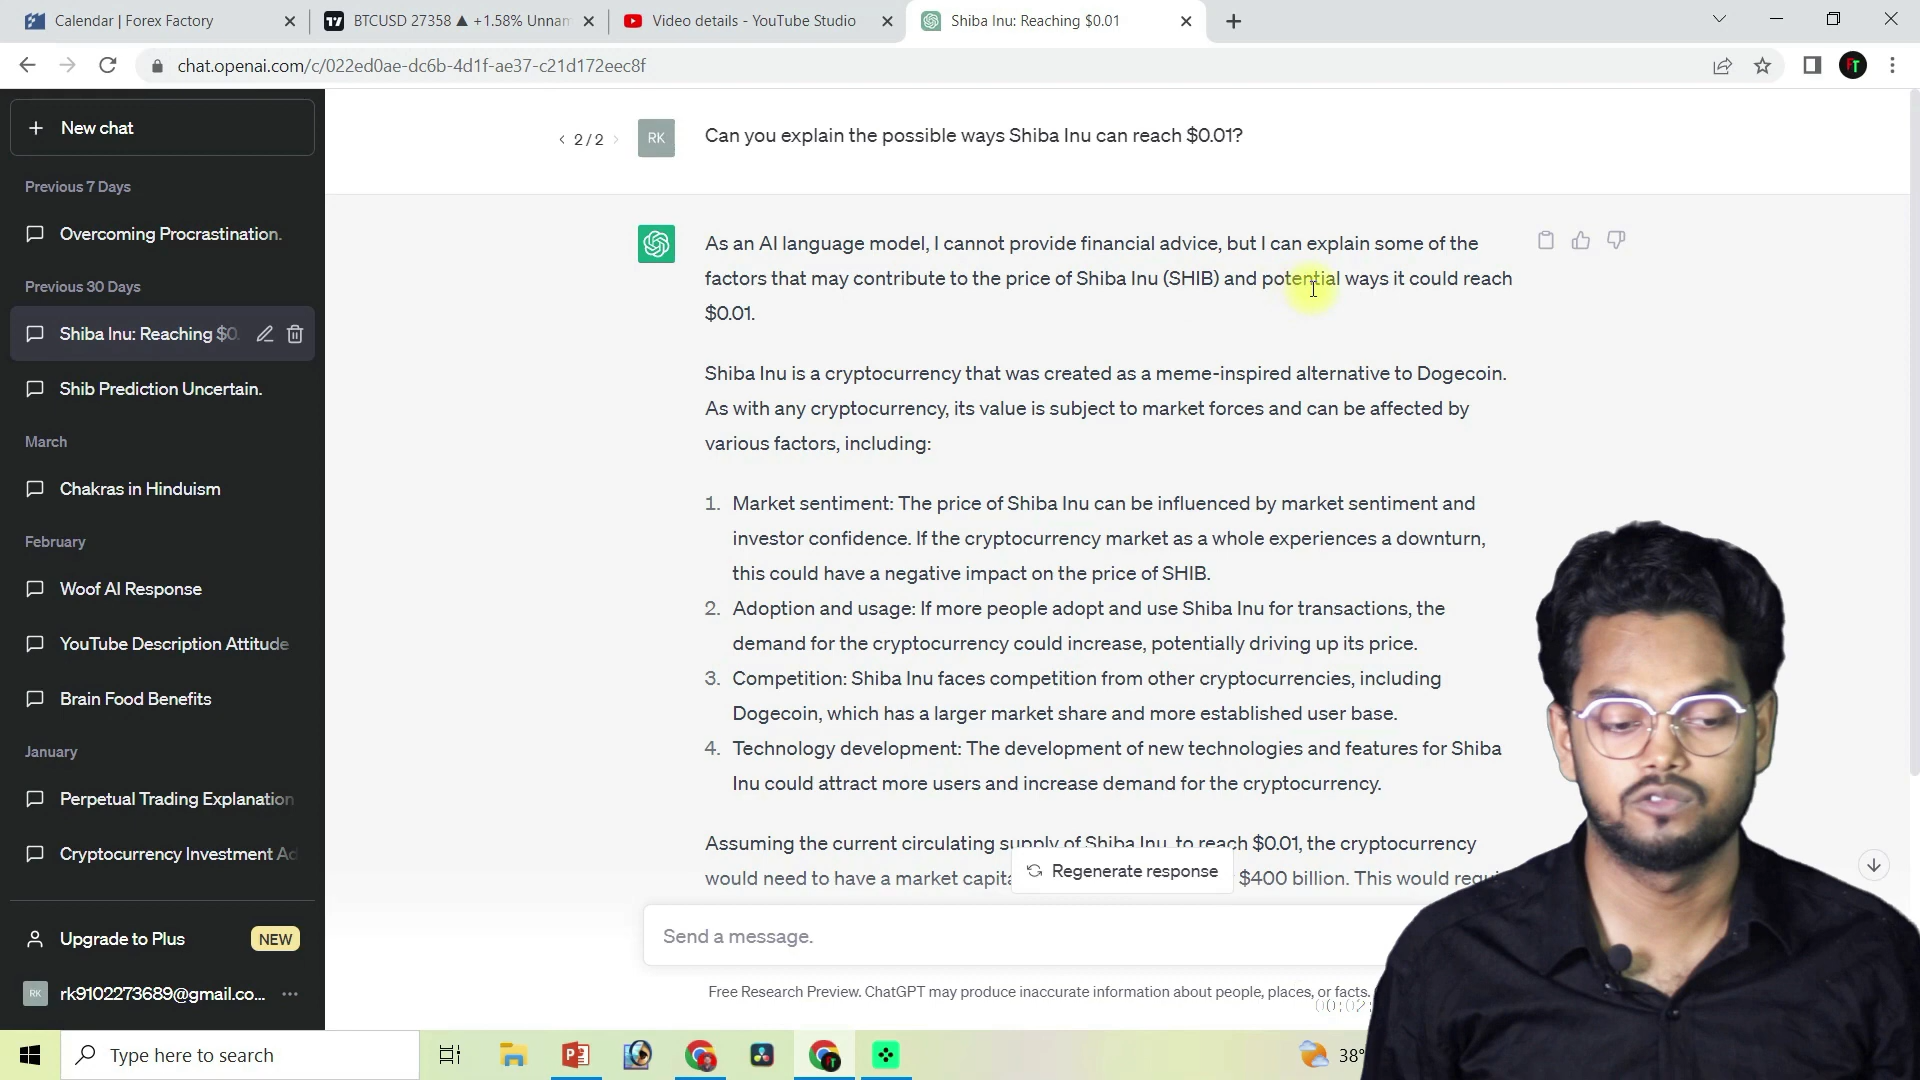 Calendar | Forex Factory
BTCUSD 27358 ▲ +1.58% Unnam
Video details - YouTube Studio
Shiba Inu: Reaching $0.01
chat.openai.com/c/022ed0ae-dc6b-4d1f-ae37-c21d172eec8f
FT
New chat
Previous 7 Days
Overcoming Procrastination.
Previous 30 Days
Shiba Inu: Reaching $0.
Shib Prediction Uncertain.
March
Chakras in Hinduism
February
Woof AI Response
YouTube Description Attitude
Brain Food Benefits
January
Perpetual Trading Explanation
Cryptocurrency Investment Ad
Upgrade to Plus NEW
RK rk9102273689@gmail.co...
< 2 / 2 >
RK
Can you explain the possible ways Shiba Inu can reach $0.01?
As an AI language model, I cannot provide financial advice, but I can explain some of the
factors that may contribute to the price of Shiba Inu (SHIB) and potential ways it could reach
$0.01.
Shiba Inu is a cryptocurrency that was created as a meme-inspired alternative to Dogecoin.
As with any cryptocurrency, its value is subject to market forces and can be affected by
various factors, including:
1. Market sentiment: The price of Shiba Inu can be influenced by market sentiment and
investor confidence. If the cryptocurrency market as a whole experiences a downturn,
this could have a negative impact on the price of SHIB.
2. Adoption and usage: If more people adopt and use Shiba Inu for transactions, the
demand for the cryptocurrency could increase, potentially driving up its price.
3. Competition: Shiba Inu faces competition from other cryptocurrencies, including
Dogecoin, which has a larger market share and more established user base.
4. Technology development: The development of new technologies and features for Shiba
Inu could attract more users and increase demand for the cryptocurrency.
Assuming the current circulating supply of Shiba Inu, to reach $0.01, the cryptocurrency
would need to have a market capit $400 billion. This would requi
Regenerate response
Send a message.
Free Research Preview. ChatGPT may produce inaccurate information about people, places, or facts.
00:02:
Type here to search
38°